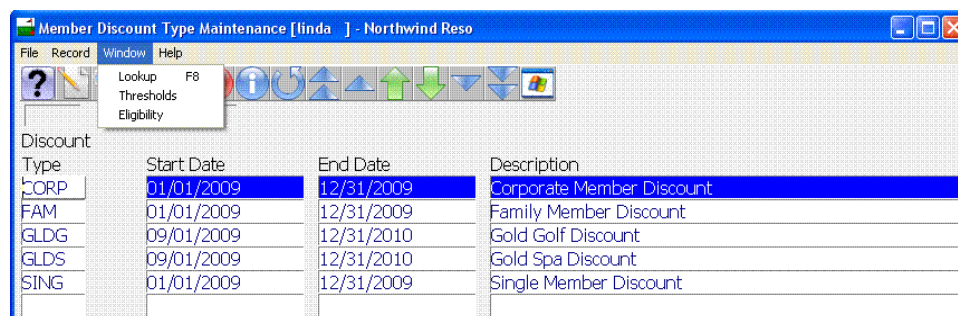 Member Discount Type Maintenance [linda ] - Northwind Reso
File Record Window Help
Lookup F8
Thresholds
Eligibility
Discount
Type Start Date End Date Description
CORP 01/01/2009 12/31/2009 Corporate Member Discount
FAM 01/01/2009 12/31/2009 Family Member Discount
GLDG 09/01/2009 12/31/2010 Gold Golf Discount
GLDS 09/01/2009 12/31/2010 Gold Spa Discount
SING 01/01/2009 12/31/2009 Single Member Discount